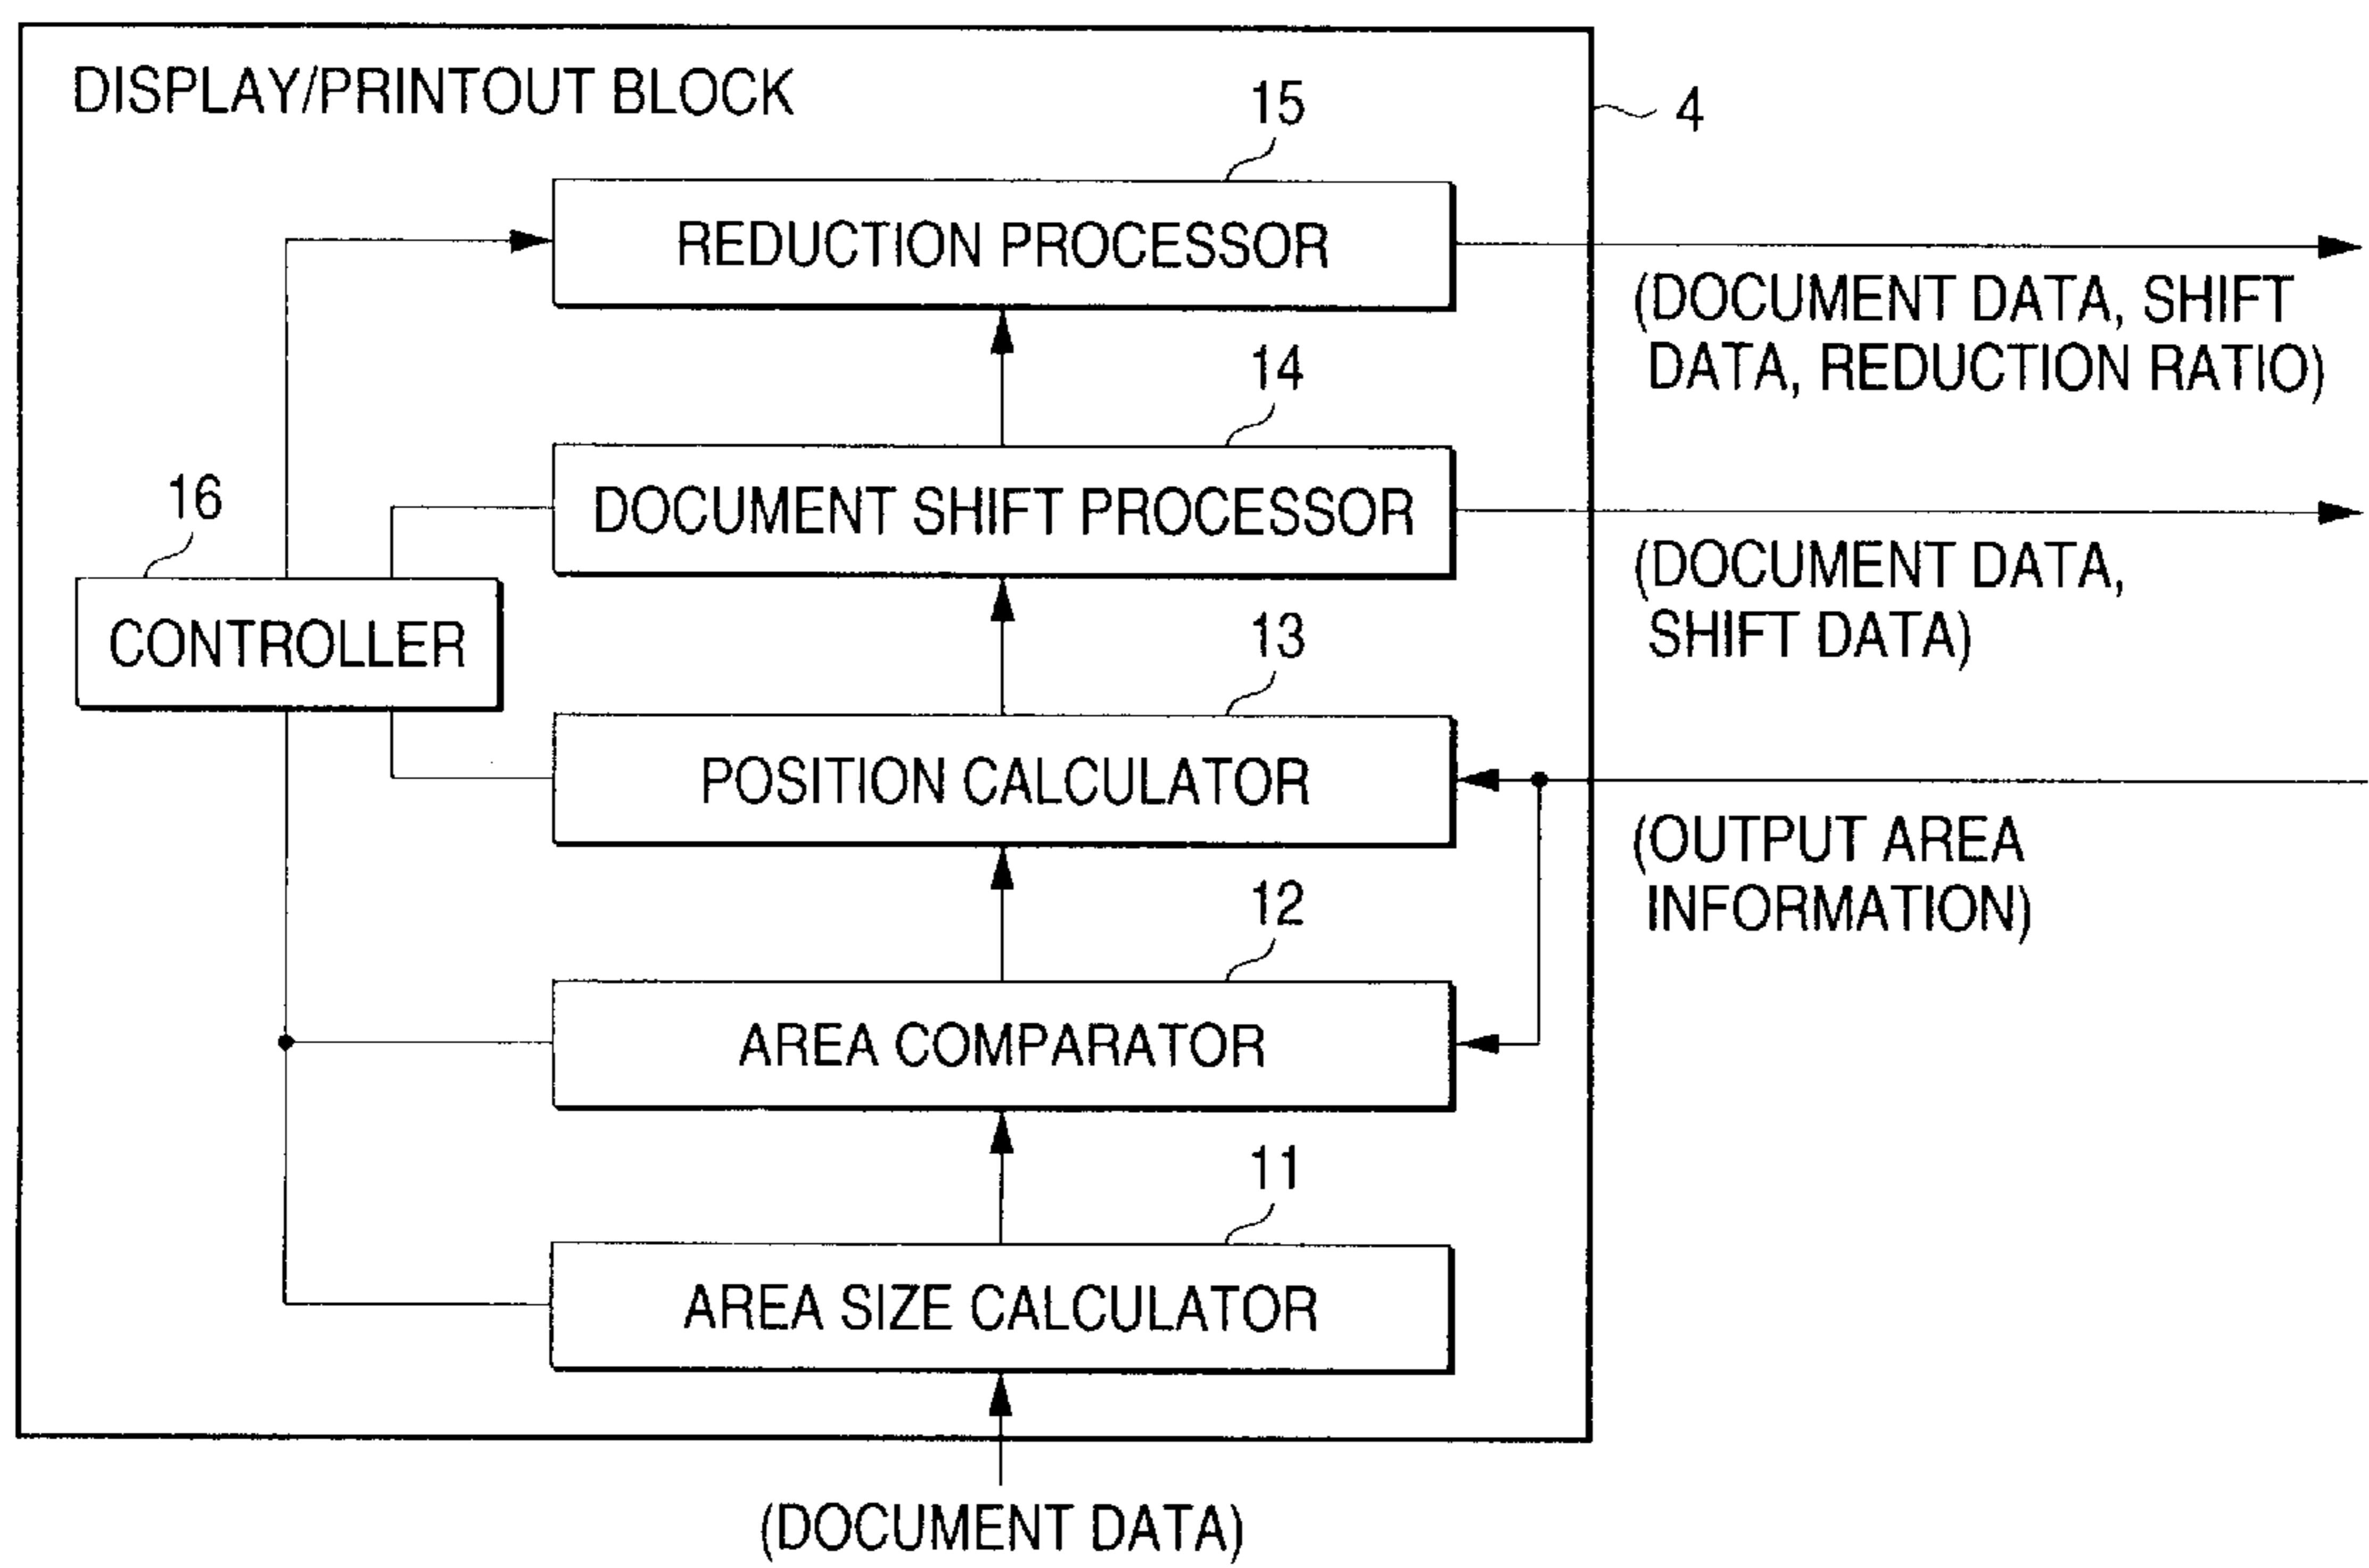 DISPLAY/PRINTOUT BLOCK
4
15
REDUCTION PROCESSOR
(DOCUMENT DATA, SHIFT
DATA, REDUCTION RATIO)
14
DOCUMENT SHIFT PROCESSOR
(DOCUMENT DATA,
SHIFT DATA)
16
CONTROLLER
13
POSITION CALCULATOR
(OUTPUT AREA
INFORMATION)
12
AREA COMPARATOR
11
AREA SIZE CALCULATOR
(DOCUMENT DATA)